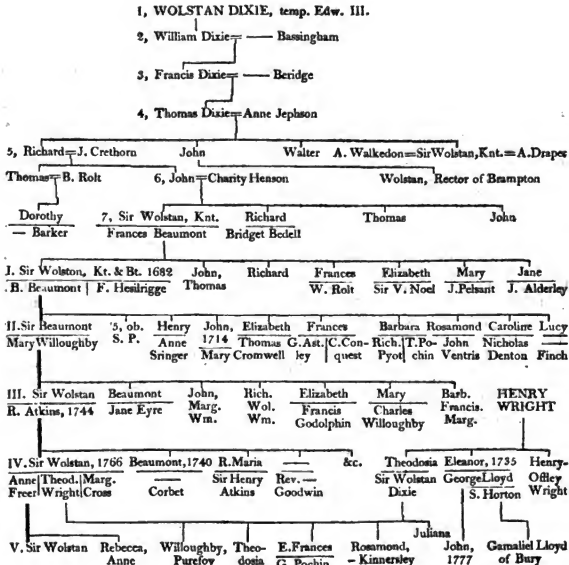 1, WOLSTAN DIXIE, temp. Edw. III.
2, William Dixie= — Bassingham
3, Francis Dixie= — Beridge
4, Thomas Dixie=Anne Jephson
5, Richard=J. Crethorn John Walter A. Walkedon=Sir Wolstan, Knt.=A. Draper
Thomas=B. Rolt 6, John=Charity Henson Wolstan, Rector of Brampton
Dorothy 7, Sir Wolstan, Knt. Richard Thomas John
— Barker Frances Beaumont Bridget Bedell
I. Sir Wolston, Kt. & Bt. 1682 John, Richard Frances Elizabeth Mary Jane
B. Beaumont | F. Hesilrigge Thomas W. Rolt Sir V. Noel J. Pelsant J. Alderley
II. Sir Beaumont '5, ob. Henry John, Elizabeth Frances Barbara Rosamond Caroline Lucy
Mary Willoughby S. P. Anne 1714 Thomas G. Ast. C. Con- Rich. T. Po- John Nicholas —
Sringer Mary Cromwell ley quest Pyot chin Ventris Denton Finch
III. Sir Wolstan Beaumont John, Rich. Elizabeth Mary Barb. HENRY
R. Atkins, 1744 Jane Eyre Marg. Wol. Francis Charles Francis. WRIGHT
Wm. Wm. Godolphin Willoughby Marg.
IV. Sir Wolstan, 1766 Beaumont, 1740 R. Maria — &c. Theodosia Eleanor, 1735 Henry-
Anne Theod. Marg. — Sir Henry Rev. — Sir Wolstan George Lloyd Offley
Freer Wright Cross Corbet Atkins Goodwin Dixie S. Horton Wright
Juliana
V. Sir Wolstan Rebecca, Willoughby, Theo- E. Frances Rosamond, John, Gamaliel Lloyd
Anne Purefoy dosia G. Pochin - Kinnersley 1777 of Bury